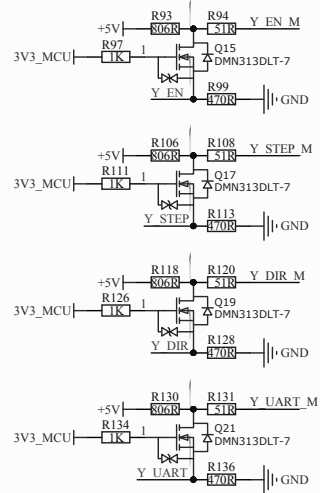 R93 R94 Y_EN_M
+5V 806R 51R
R97 Q15
3V3_MCU 1K 1 DMN313DLT-7
R99
Y_EN 470R GND
R106 R108 Y_STEP_M
+5V 806R 51R
R111 Q17
3V3_MCU 1K 1 DMN313DLT-7
R113
Y_STEP 470R GND
R118 R120 Y_DIR_M
+5V 806R 51R
R126 Q19
3V3_MCU 1K 1 DMN313DLT-7
R128
Y_DIR 470R GND
R130 R131 Y_UART_M
+5V 806R 51R
R134 Q21
3V3_MCU 1K 1 DMN313DLT-7
R136
Y_UART 470R GND